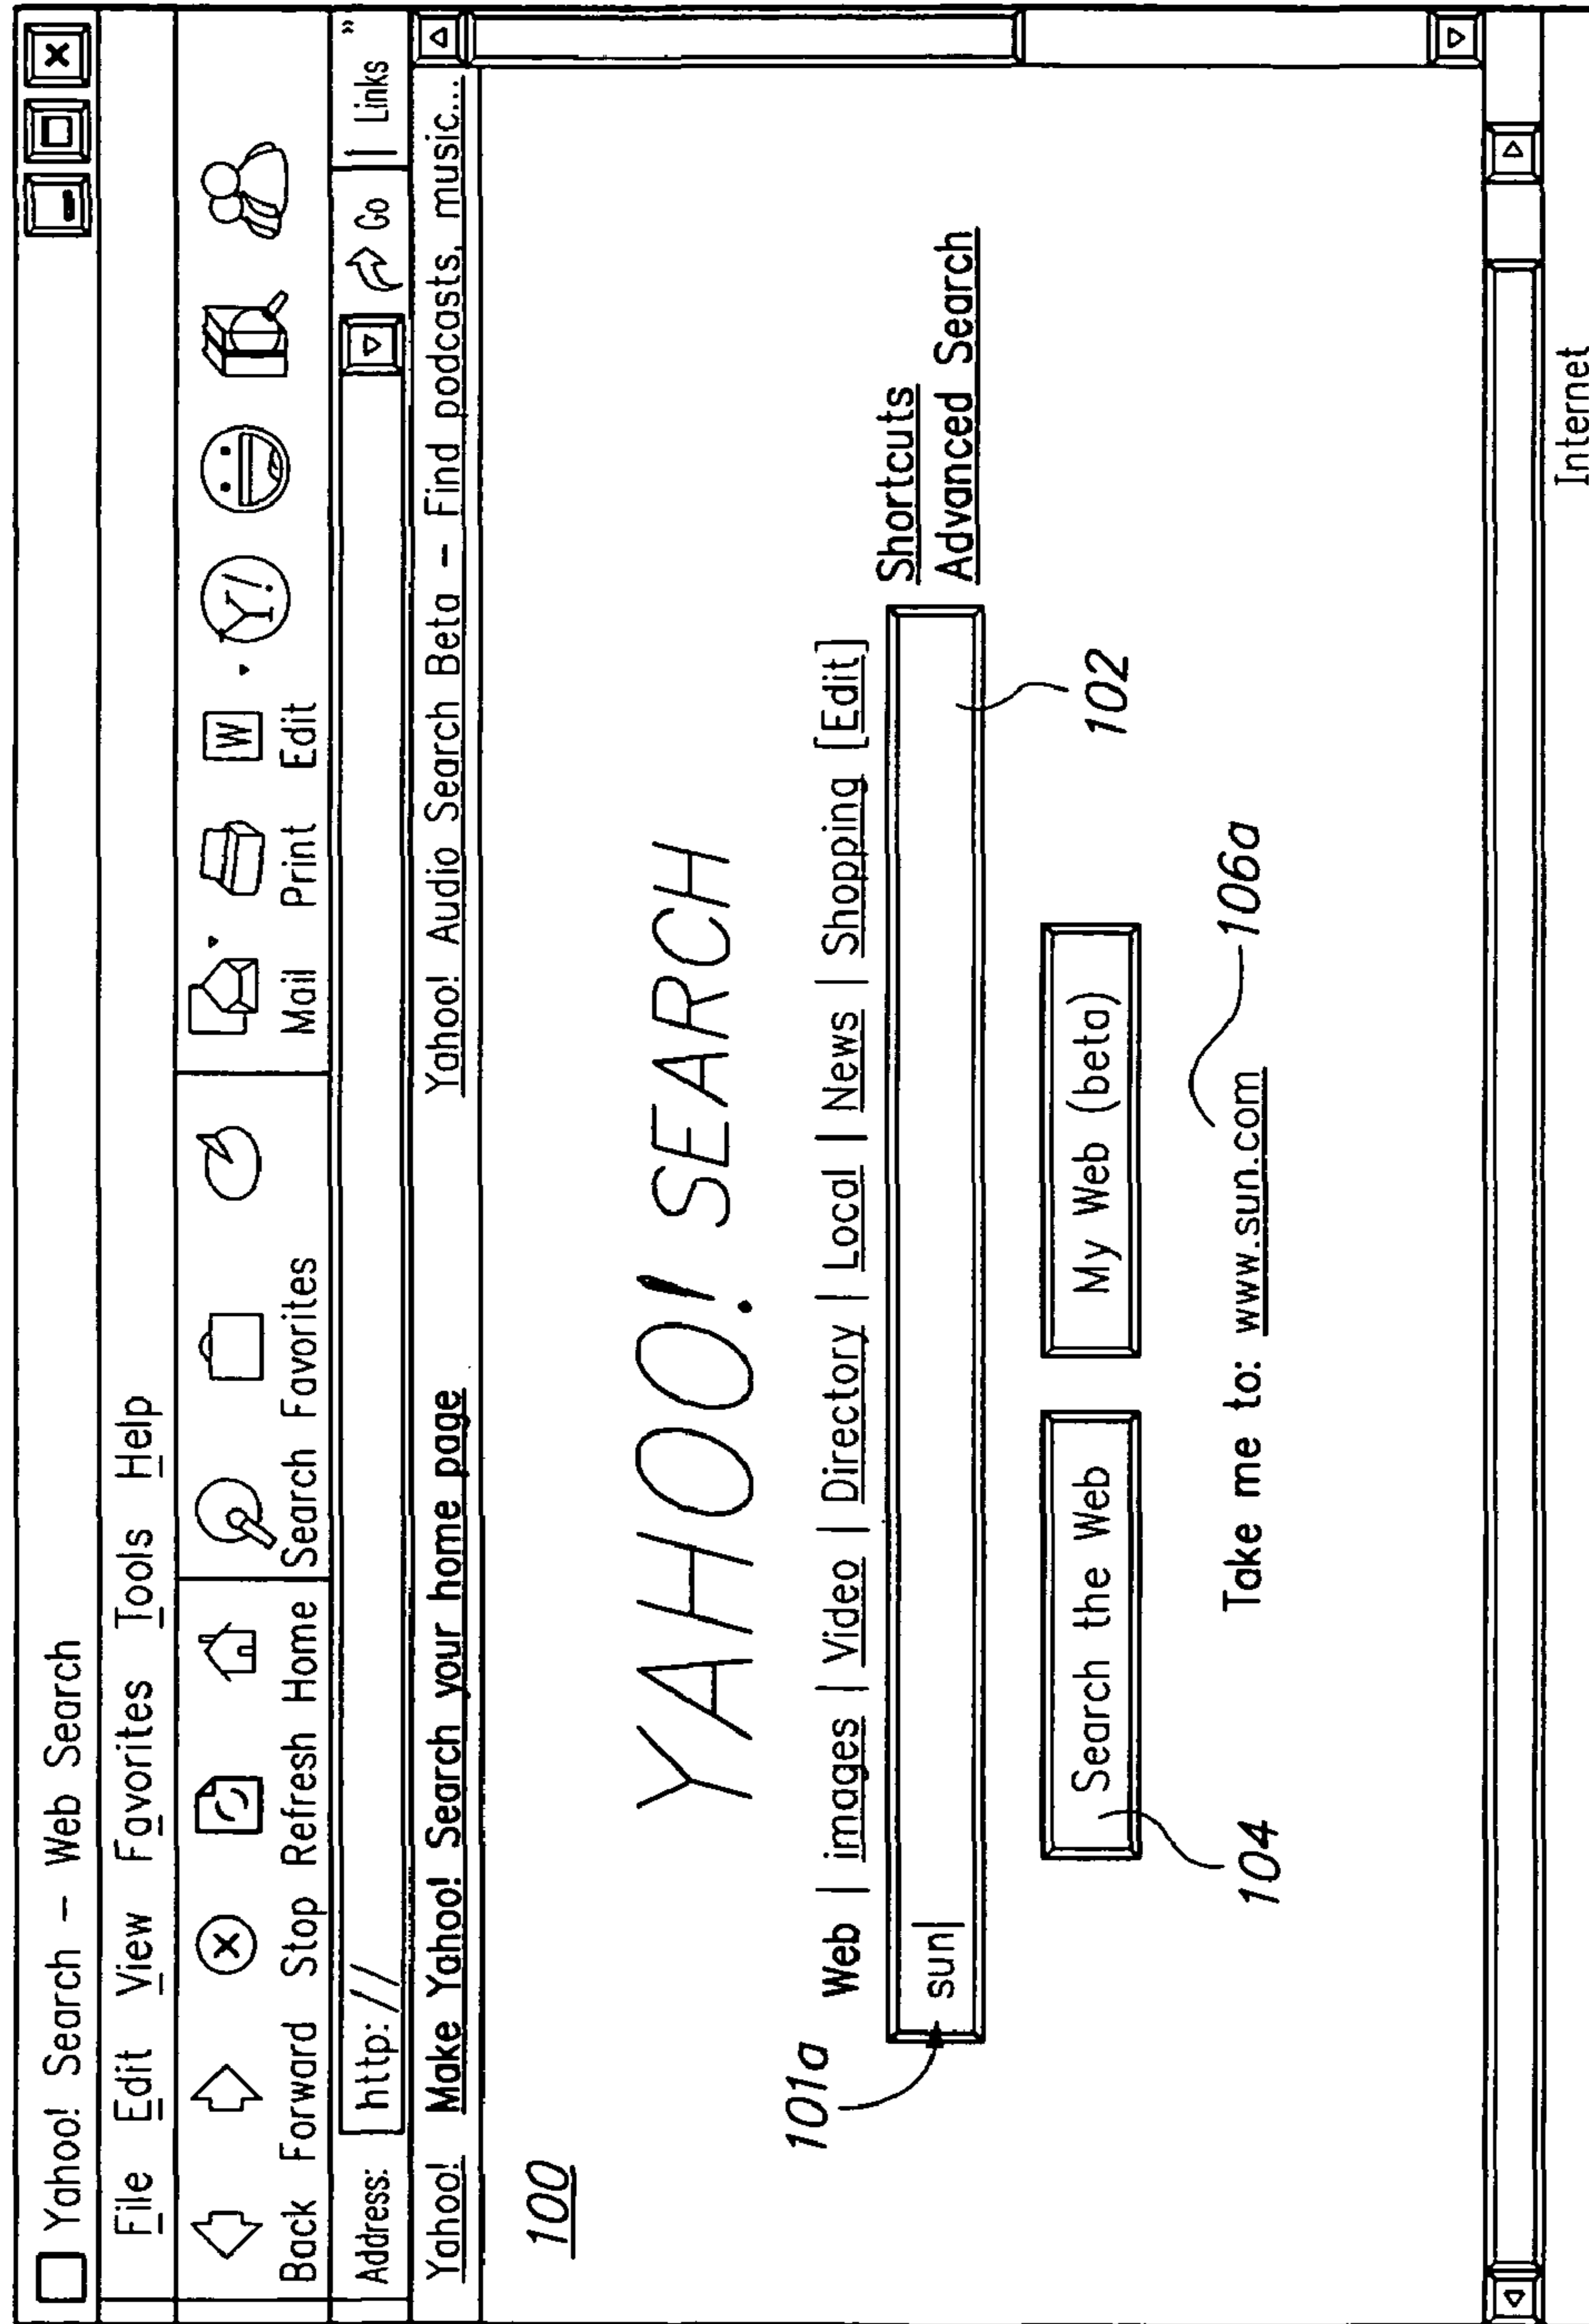 Yahoo! Search – Web Search
File Edit View Favorites Tools Help
W Y!
Back Forward Stop Refresh Home Search Favorites Mail Print Edit
Address: http:// Go Links »
Yahoo! Make Yahoo! Search your home page Yahoo! Audio Search Beta – Find podcasts, music...
100
YAHOO! SEARCH
101a
Web | images | Video | Directory | Local | News | Shopping [Edit]
Shortcuts
sun
Advanced Search
102
Search the Web My Web (beta)
104
Take me to: www.sun.com
106a
Internet